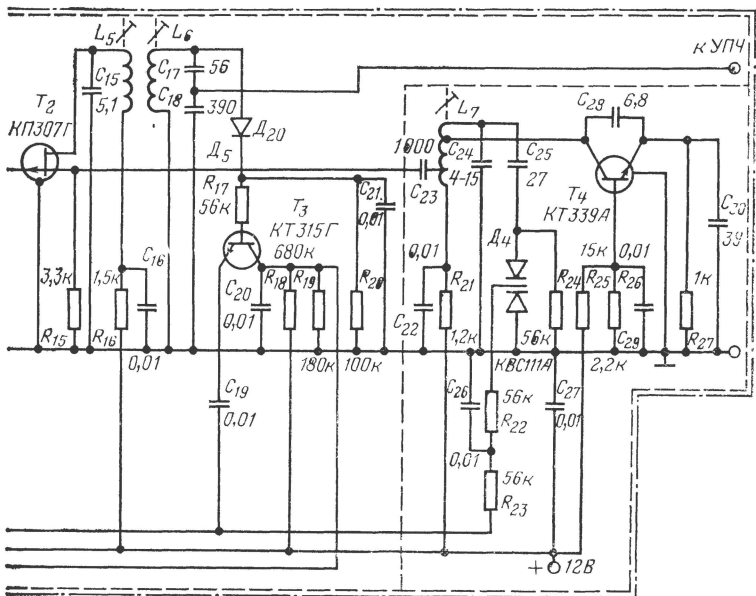 L5
L6
к УПЧ
C15
5,1
C17
56
C18
390
Д20
L7
C29
6,8
T2
КП307Г
Д5
1000
C23
C24
4-15
C25
27
T4
КТ339А
R17
56к
T3
КТ315Г
680к
C21
0,01
C30
39
3,3к
1,5к
C16
C20
0,01
R18
R19
R20
0,01
R21
Д4
15к
0,01
R24
R25
R26
1к
R15
R16
0,01
180к
100к
C22
1,2к
56к
КВС111А
C29
2,2к
R27
C19
0,01
C26
0,01
56к
R22
C27
0,01
56к
R23
+
12В